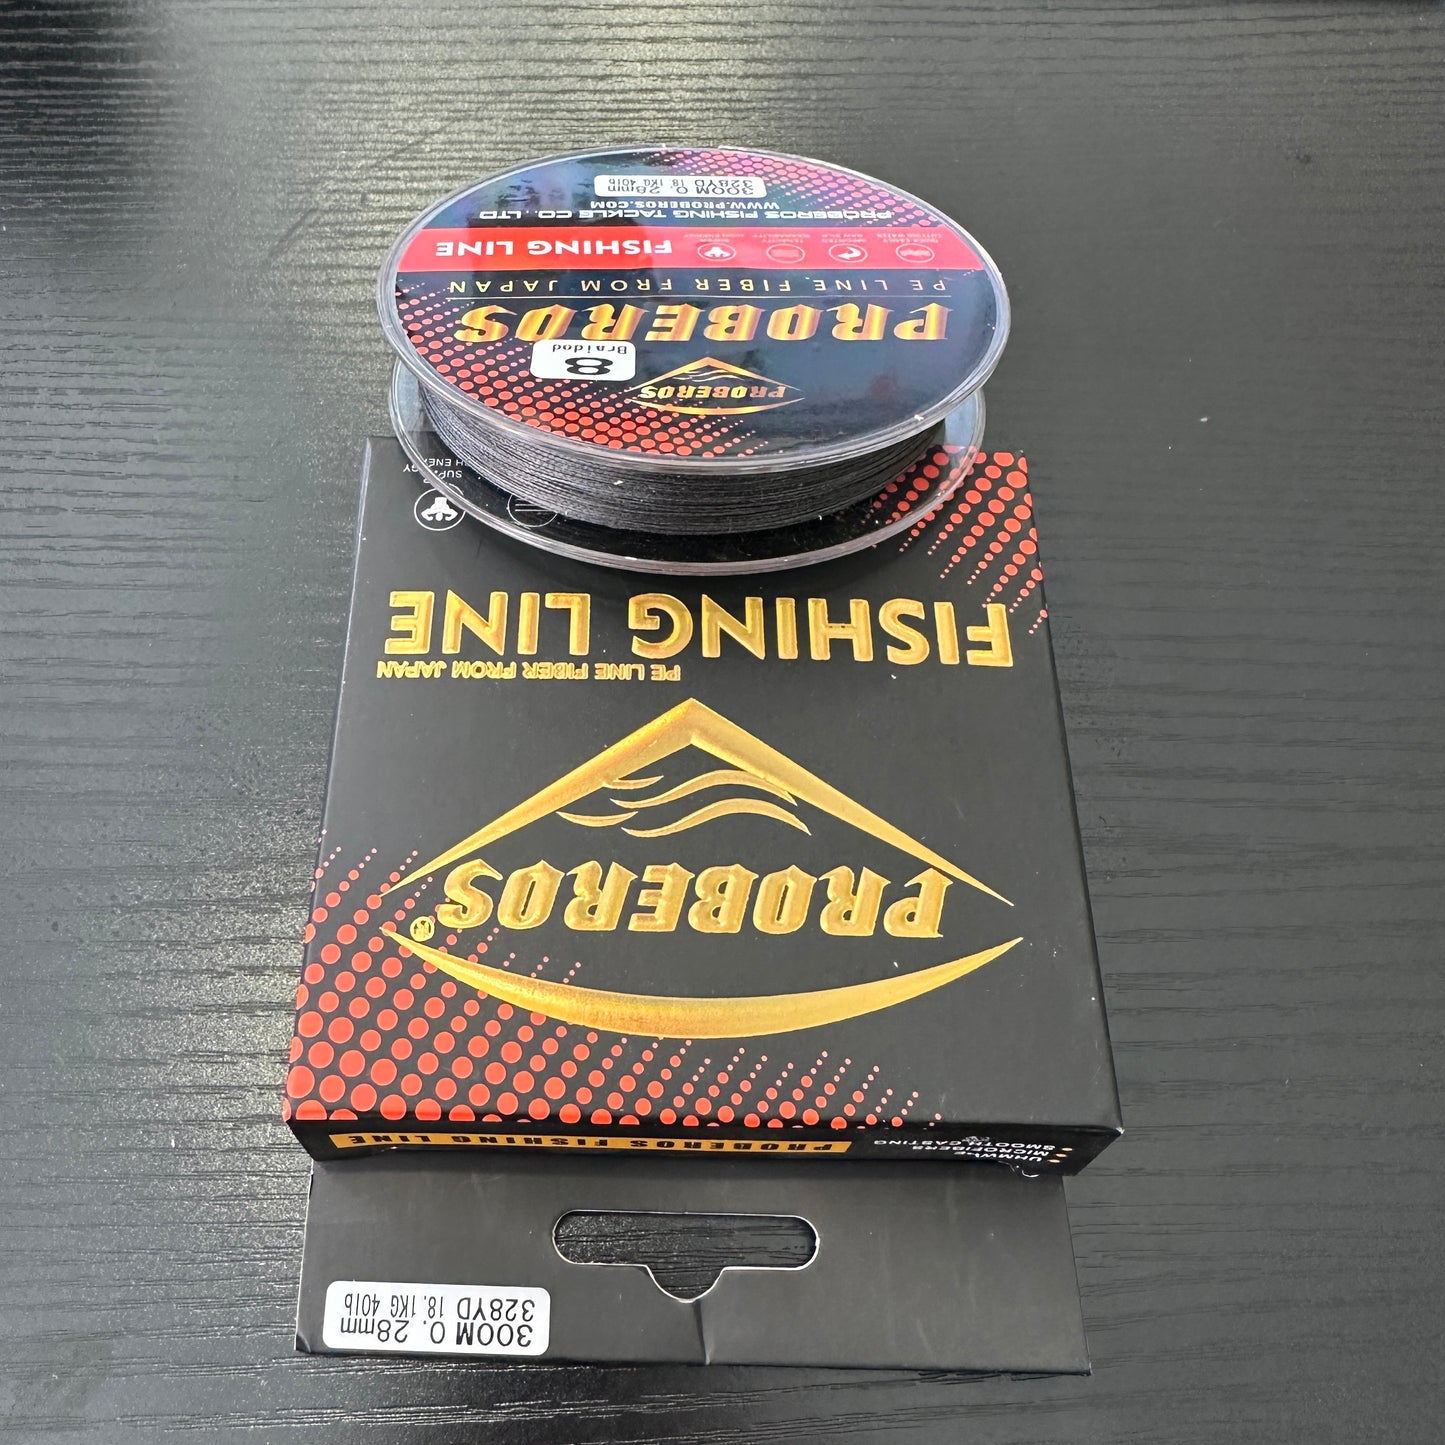 PROBEROS
8
Braided
PROBEROS
PE LINE FIBER FROM JAPAN
FISHING LINE
PROBEROS FISHING TACKLE CO., LTD
WWW.PROBEROS.COM
300M 0. 28mm
328YD 18. 1KG 40lb
300M 0. 28mm
328YD 18. 1KG 40lb
MICROFIBERS
SMOOTH CASTING
PROBEROS FISHING LINE
PROBEROS
PE LINE FIBER FROM JAPAN
FISHING LINE